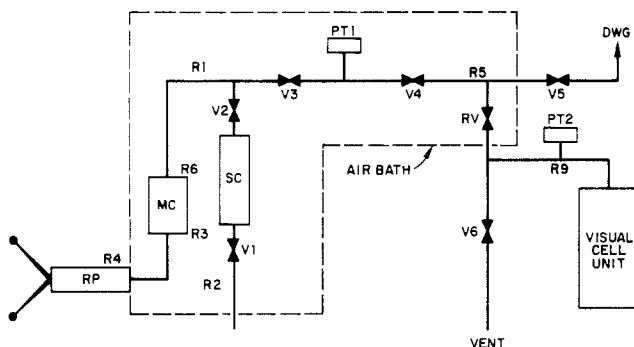 DWG
PT1
R1
R5
V3
V4
V5
V2
RV
PT2
SC
AIR BATH
R9
R6
MC
V6
R3
V1
VISUAL
CELL
UNIT
R4
RP
R2
VENT